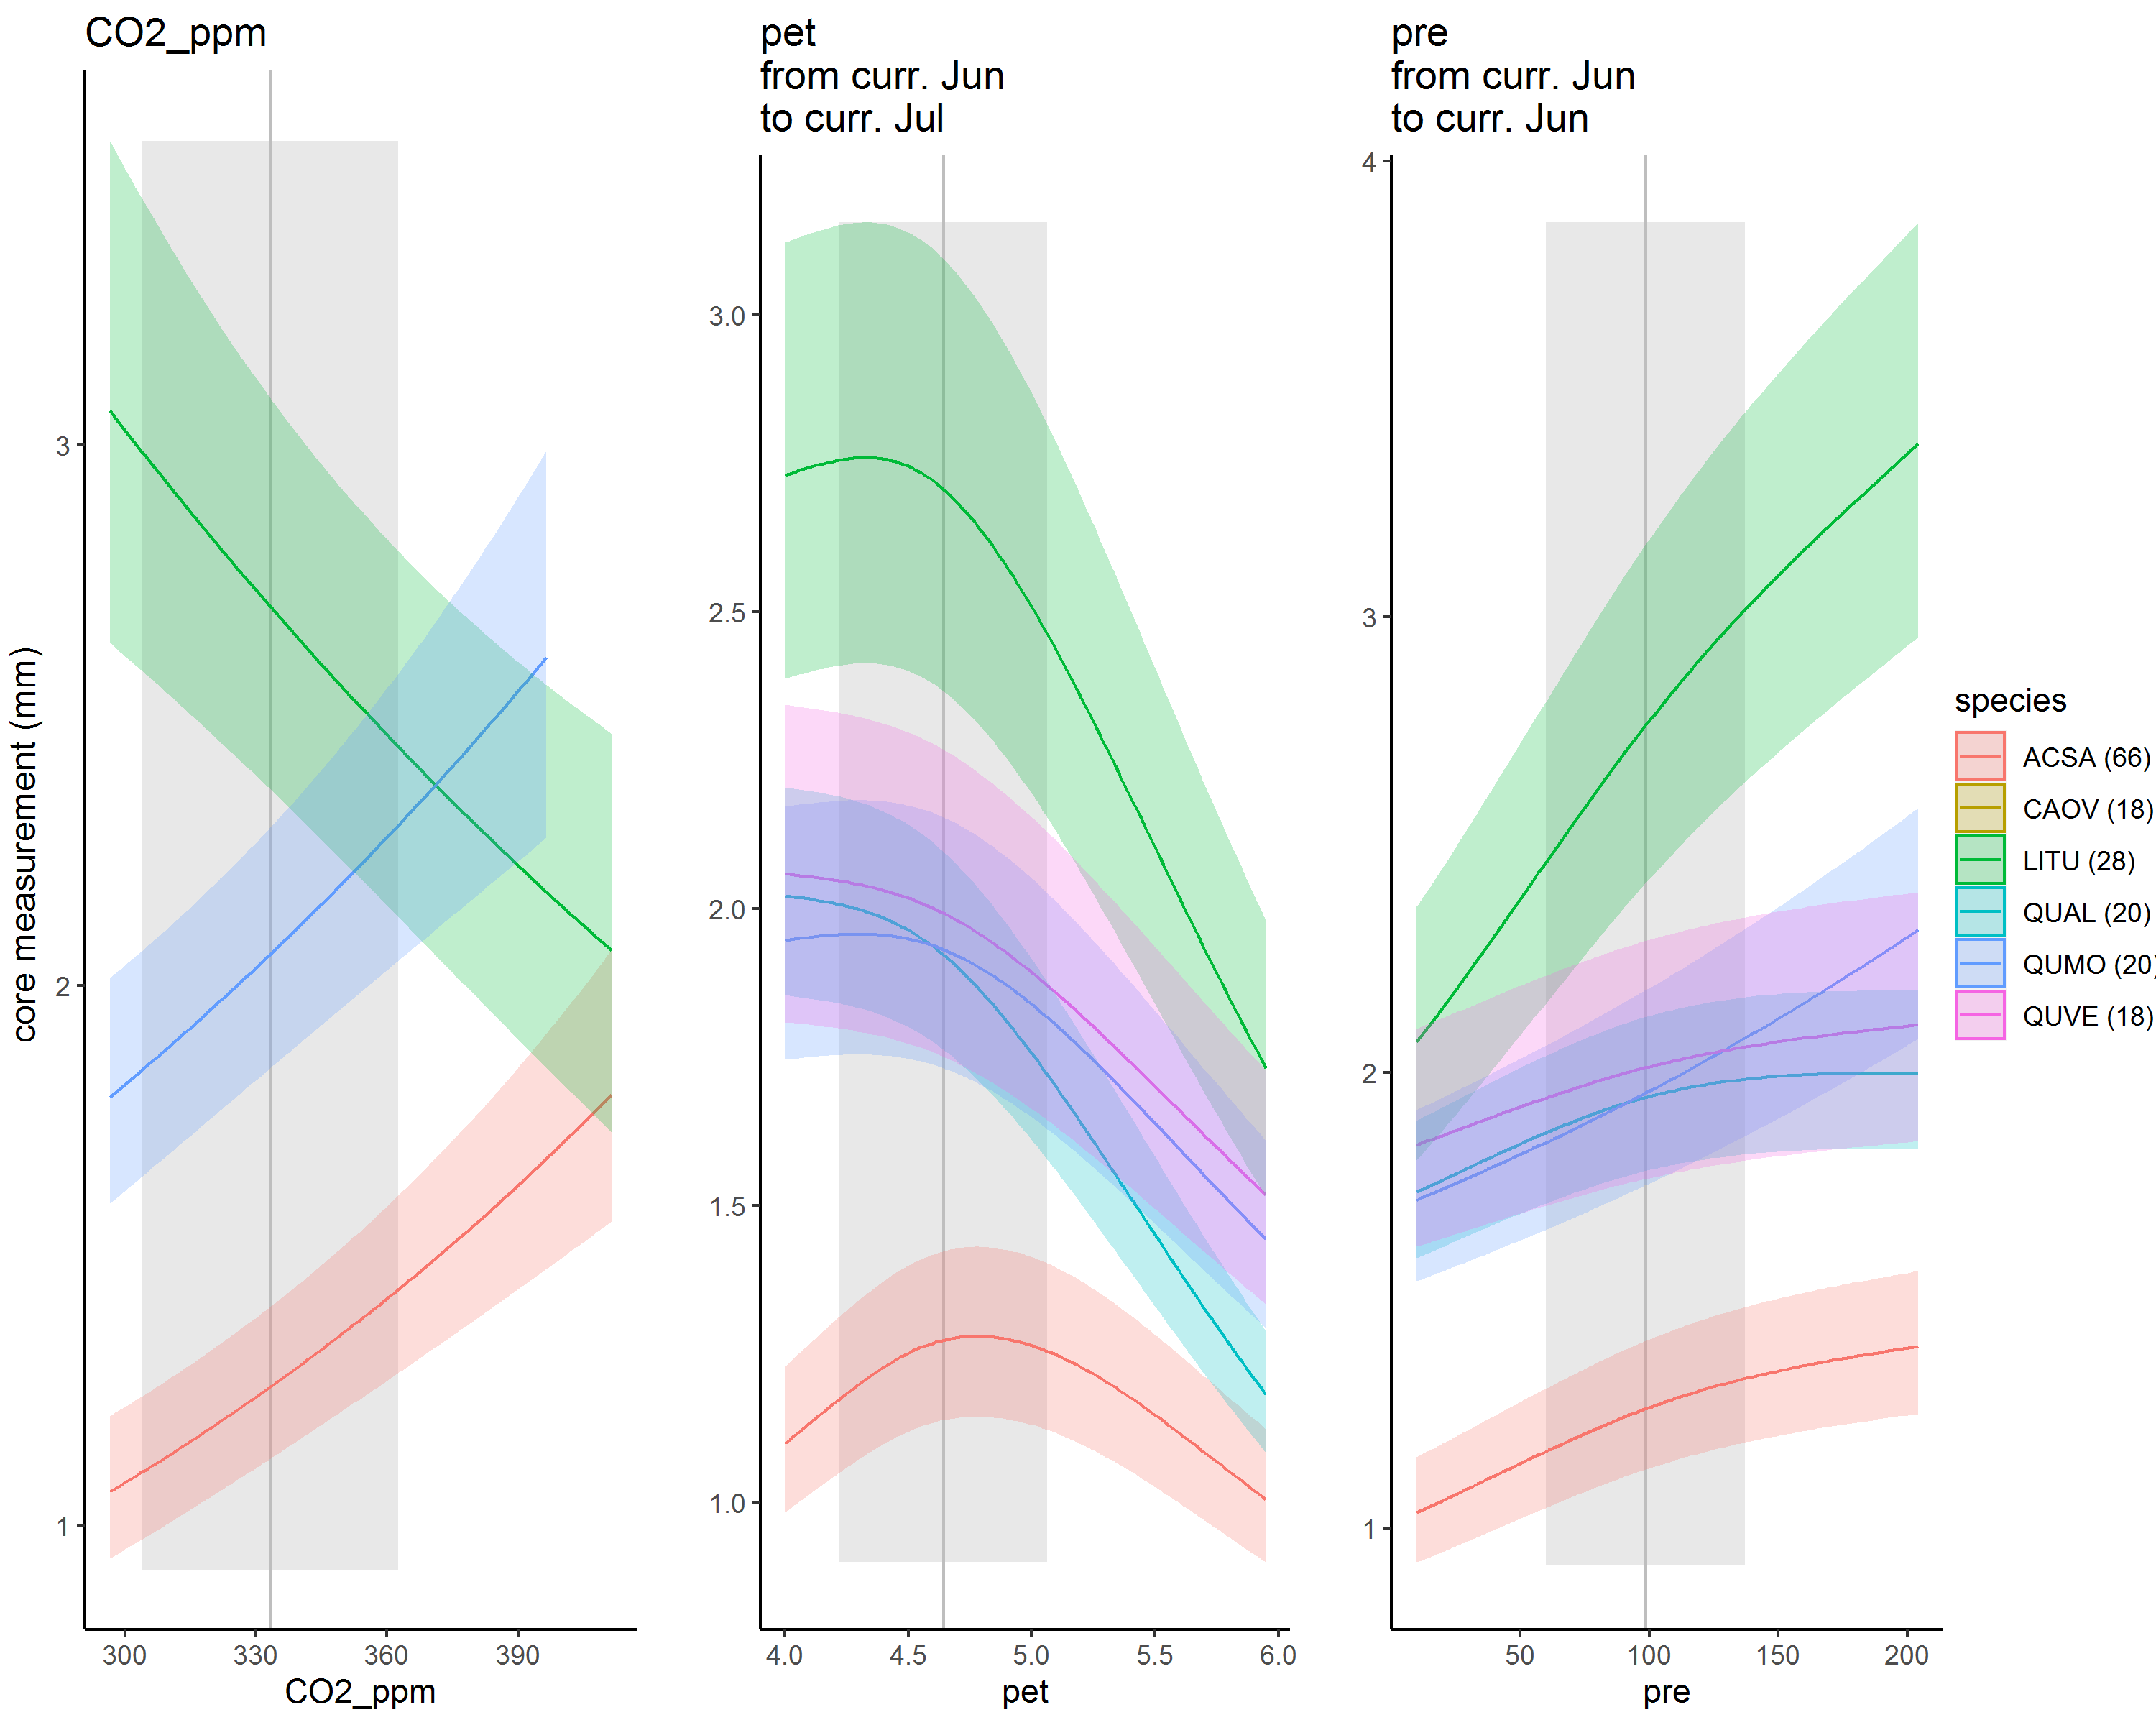 CO2_ppm
pet
from curr. Jun
to curr. Jul
pre
from curr. Jun
to curr. Jun
core measurement (mm)
3
2
1
300 330 360 390
CO2_ppm
3.0
2.5
2.0
1.5
1.0
4.0 4.5 5.0 5.5 6.0
pet
4
3
2
1
50 100 150 200
pre
species
ACSA (66)
CAOV (18)
LITU (28)
QUAL (20)
QUMO (20)
QUVE (18)